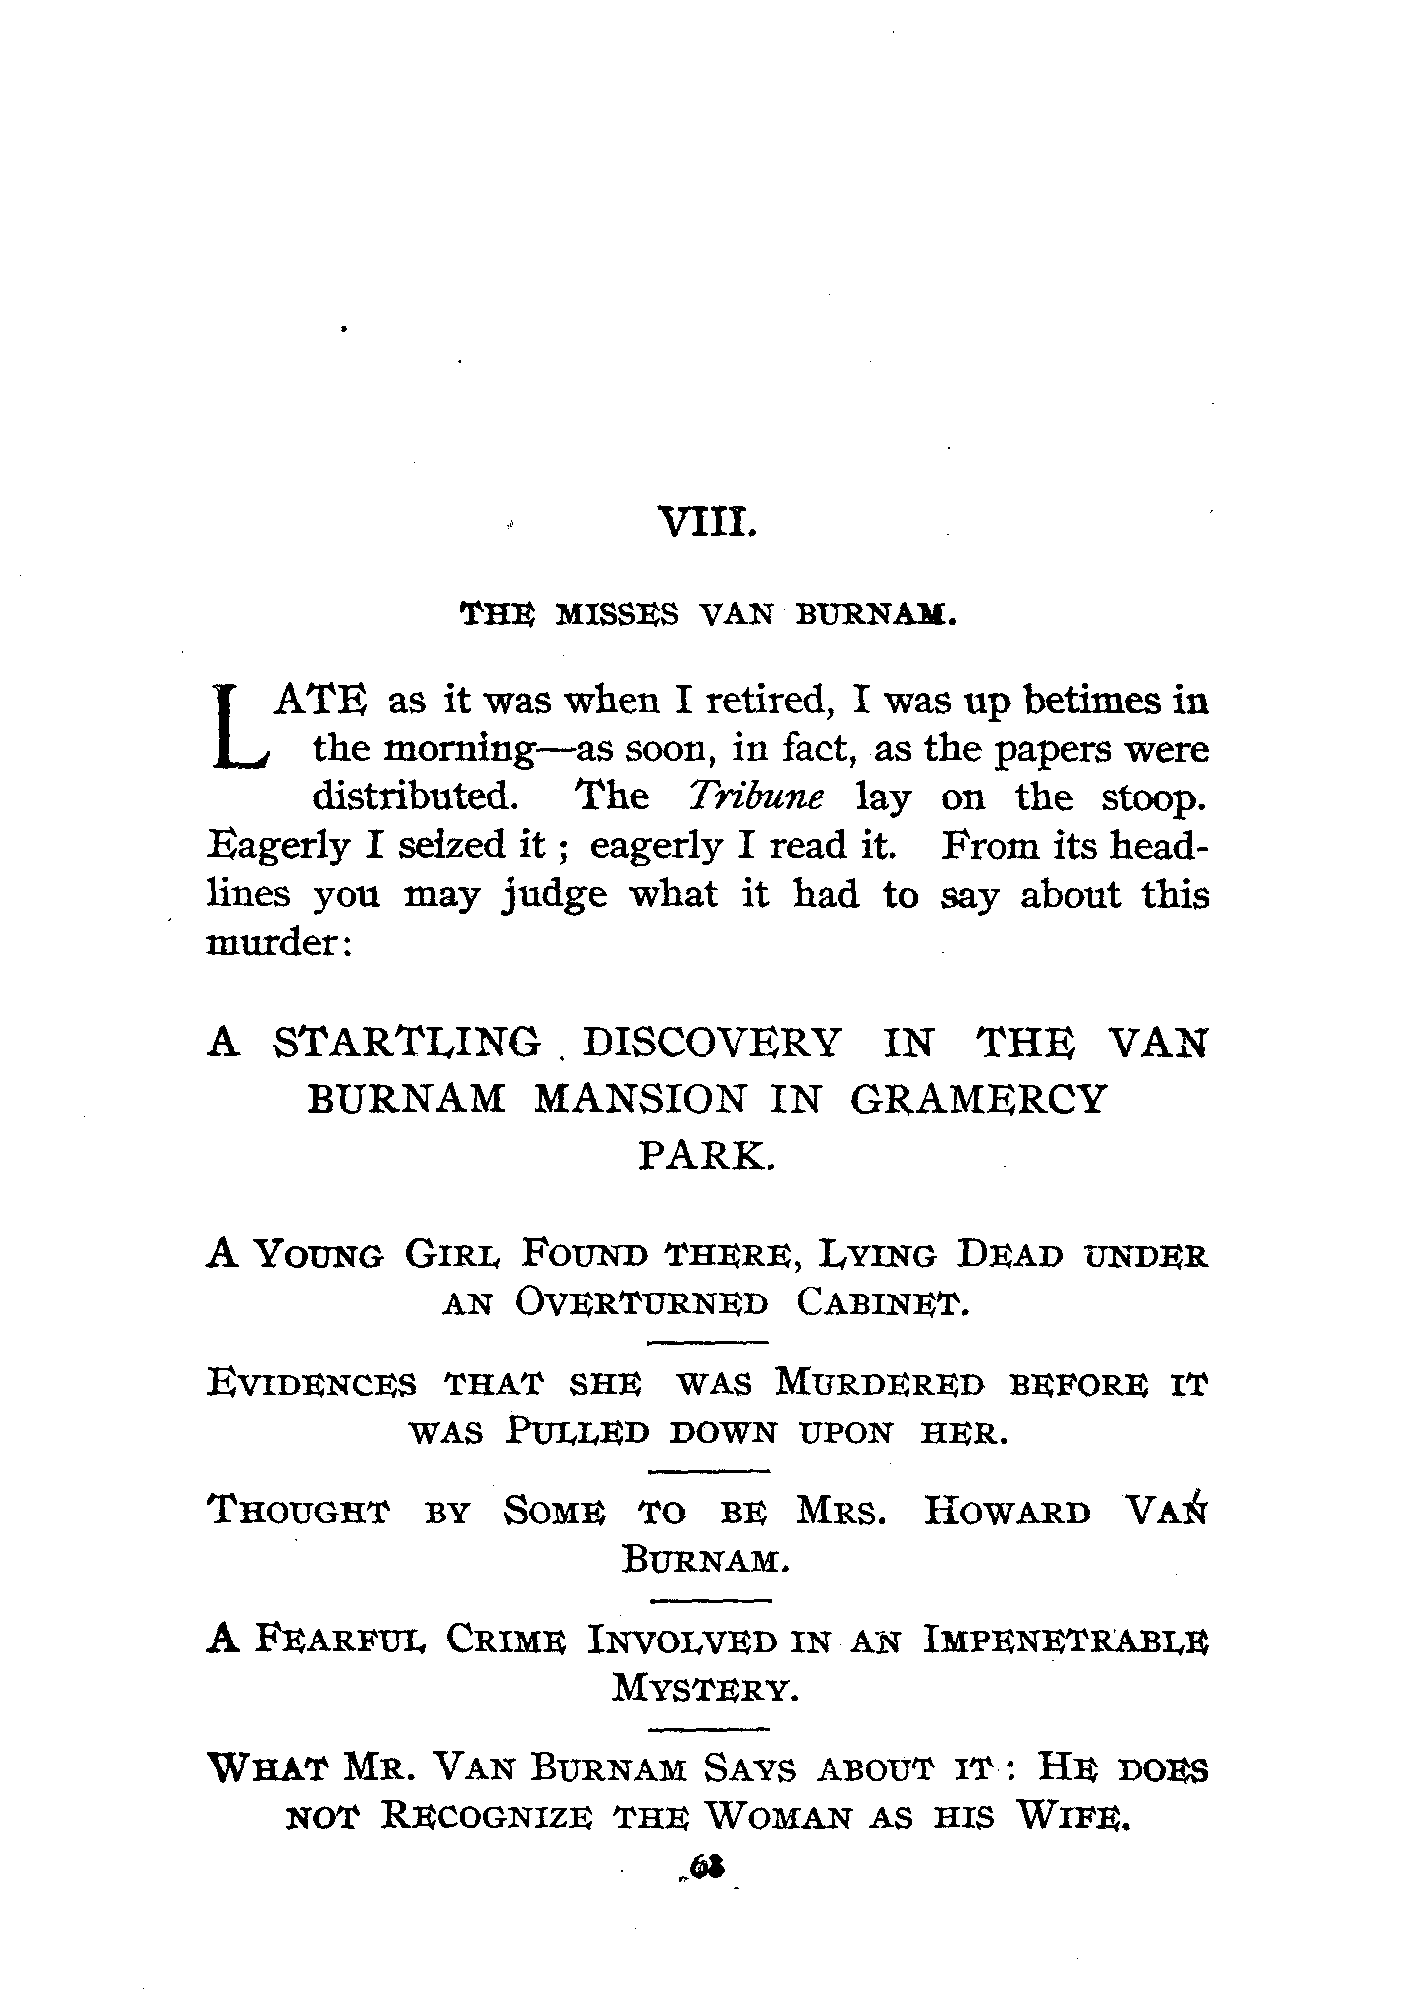 VIII.
THE MISSES VAN BURNAM.
LATE as it was when I retired, I was up betimes in
the morning—as soon, in fact, as the papers were
distributed. The Tribune lay on the stoop.
Eagerly I seized it ; eagerly I read it. From its head-
lines you may judge what it had to say about this
murder:
A STARTLING DISCOVERY IN THE VAN
BURNAM MANSION IN GRAMERCY
PARK.
A YOUNG GIRL FOUND THERE, LYING DEAD UNDER
AN OVERTURNED CABINET.
EVIDENCES THAT SHE WAS MURDERED BEFORE IT
WAS PULLED DOWN UPON HER.
THOUGHT BY SOME TO BE MRS. HOWARD VAN
BURNAM.
A FEARFUL CRIME INVOLVED IN AN IMPENETRABLE
MYSTERY.
WHAT MR. VAN BURNAM SAYS ABOUT IT : HE DOES
NOT RECOGNIZE THE WOMAN AS HIS WIFE.